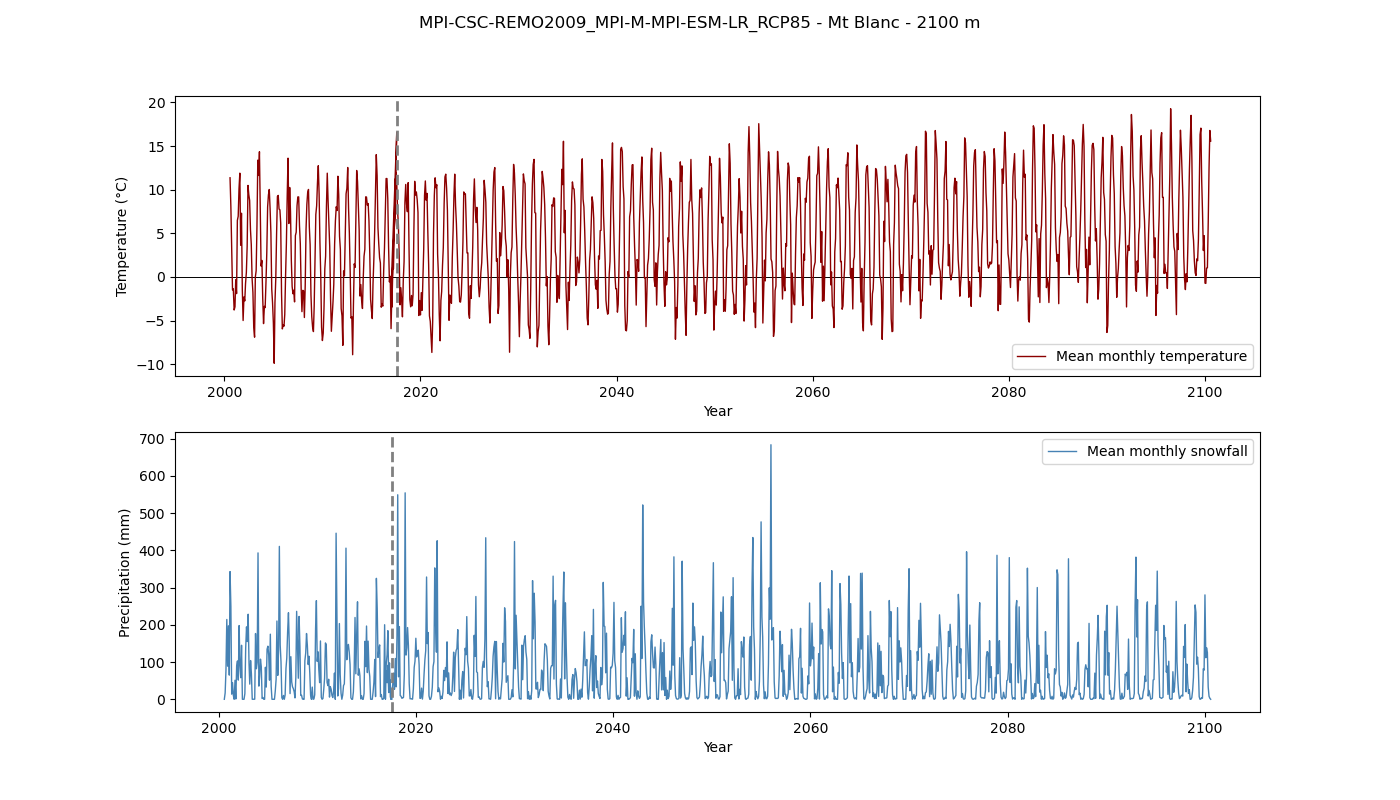 MPI-CSC-REMO2009_MPI-M-MPI-ESM-LR_RCP85 - Mt Blanc - 2100 m
Temperature (°C)
20
15
10
5
0
−5
−10
Mean monthly temperature
2000 2020 2040 2060 2080 2100
Year
Precipitation (mm)
700
600
500
400
300
200
100
0
Mean monthly snowfall
2000 2020 2040 2060 2080 2100
Year